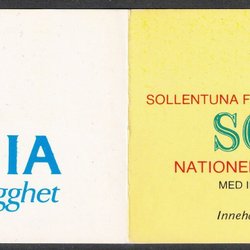 IA
gghet
SOLLENTUNA F
SO
NATIONE
MED I
Inneh